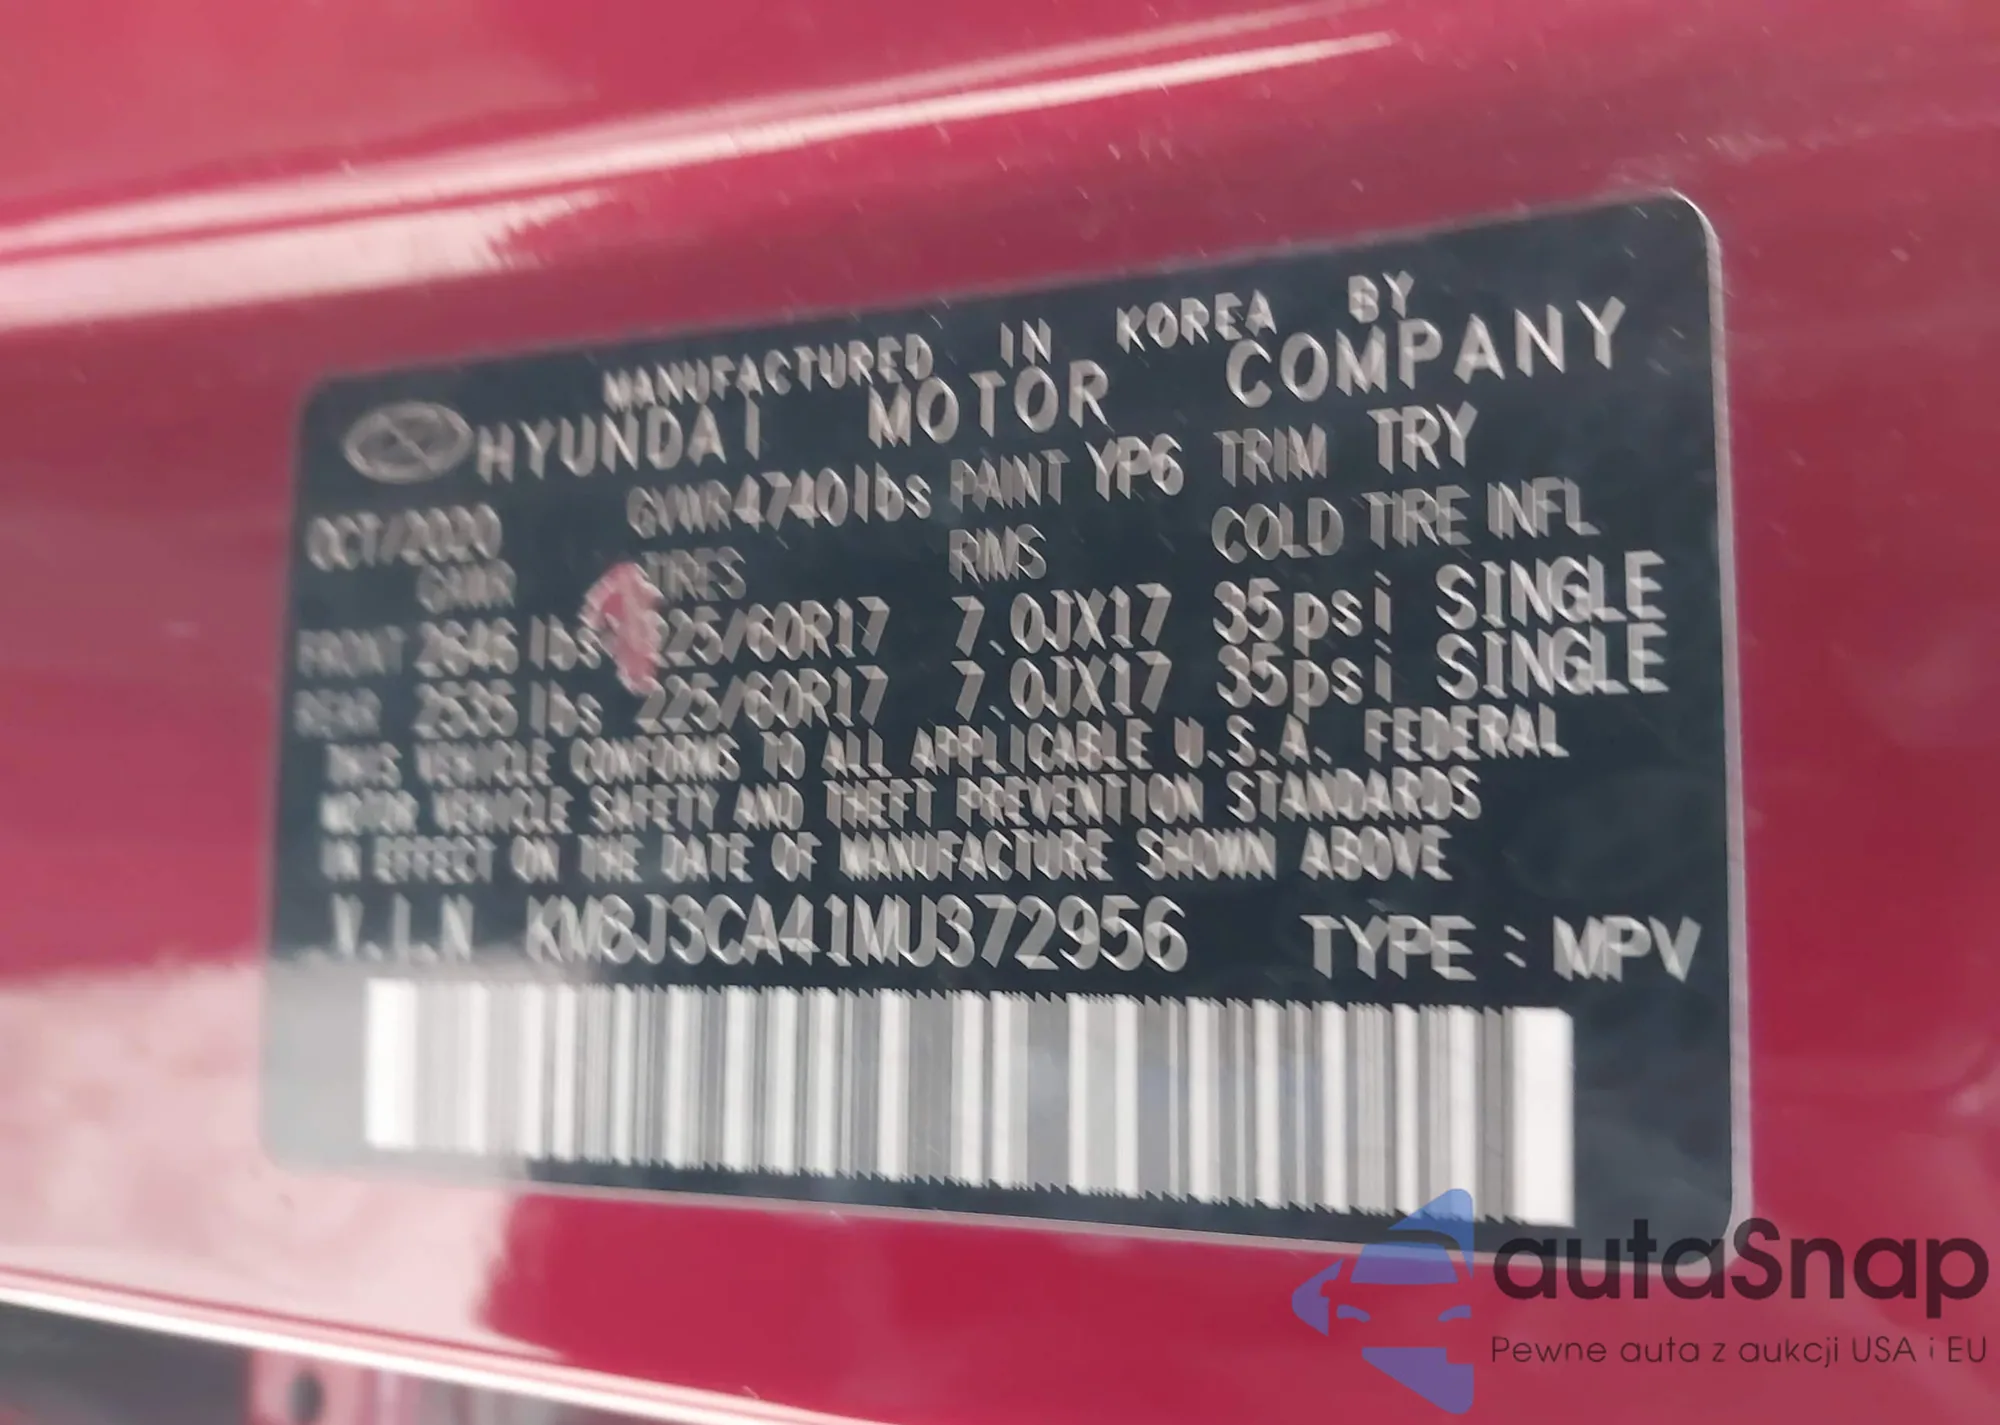 MANUFACTURED IN KOREA BY
HYUNDAI MOTOR COMPANY
OCT/2020 GVWR4740lbs PAINT YP6 TRIM TRY
GAWR TIRES RIMS COLD TIRE INFL
FRONT 2646 lbs 225/60R17 7.0JX17 35psi SINGLE
REAR 2535 lbs 225/60R17 7.0JX17 35psi SINGLE
THIS VEHICLE CONFORMS TO ALL APPLICABLE U.S.A. FEDERAL
MOTOR VEHICLE SAFETY AND THEFT PREVENTION STANDARDS
IN EFFECT ON THE DATE OF MANUFACTURE SHOWN ABOVE
V.I.N KM8J3CA41MU372956 TYPE : MPV
autaSnap
Pewne auta z aukcji USA i EU